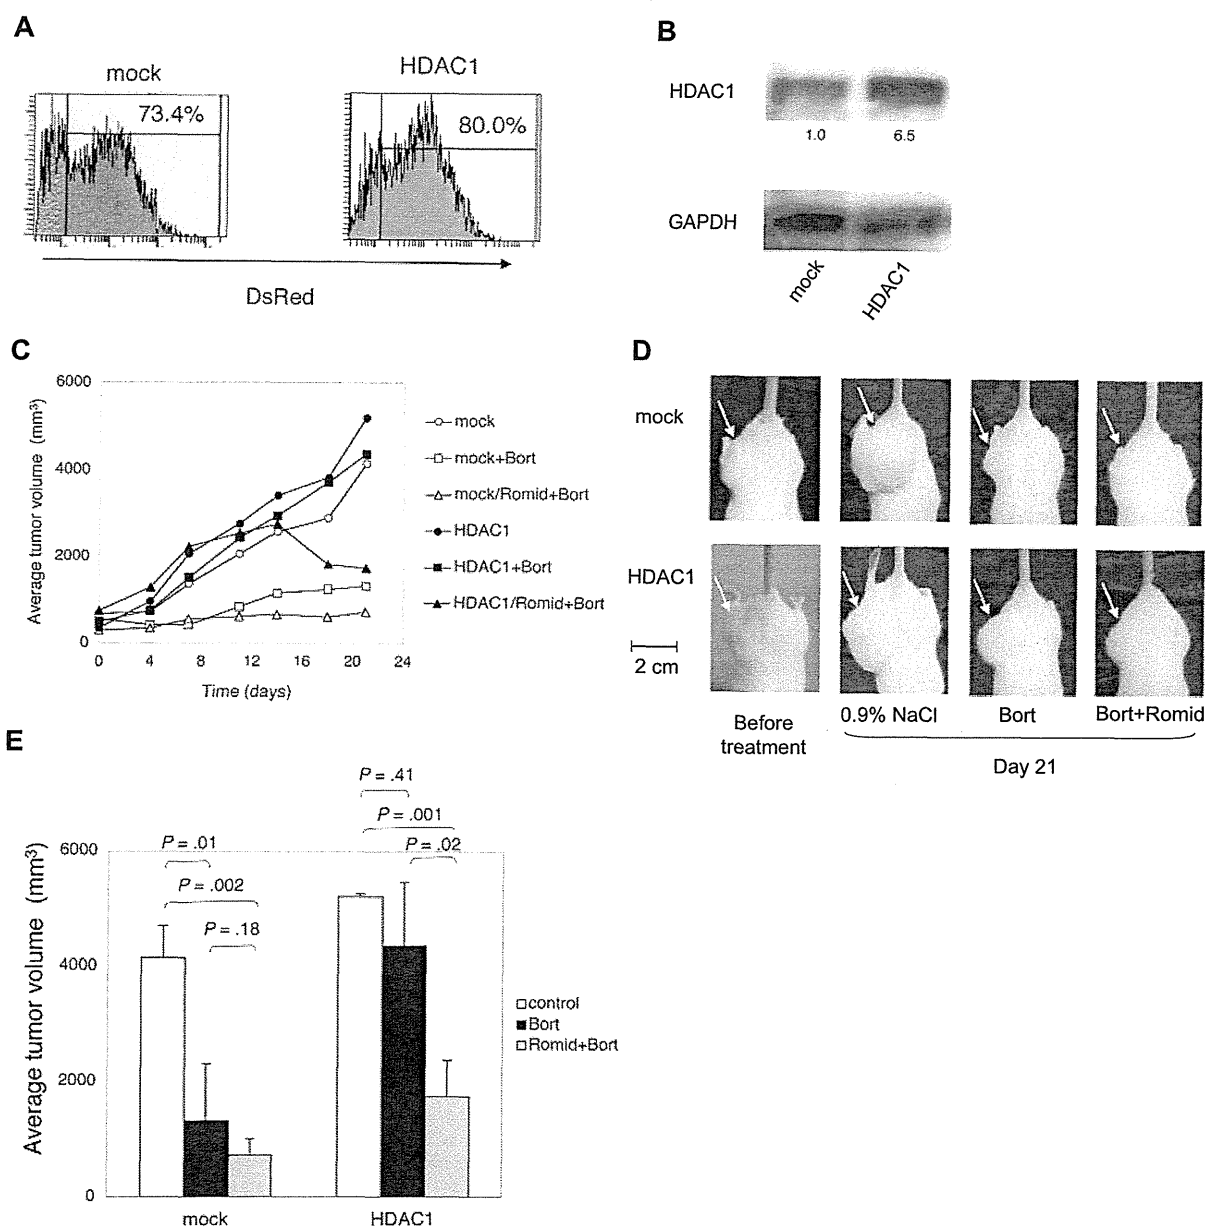 A
mock
73.4%
HDAC1
80.0%
DsRed
B
HDAC1
1.0 6.5
GAPDH
mock
HDAC1
C
Average tumor volume (mm³)
6000
4000
2000
0
0 4 8 12 16 20 24
Time (days)
mock
mock+Bort
mock/Romid+Bort
HDAC1
HDAC1+Bort
HDAC1/Romid+Bort
D
mock
HDAC1
2 cm
Before
treatment
0.9% NaCl
Bort
Bort+Romid
Day 21
E
Average tumor volume (mm³)
6000
4000
2000
0
P = .01
P = .002
P = .18
P = .41
P = .001
P = .02
control
Bort
Romid+Bort
mock
HDAC1